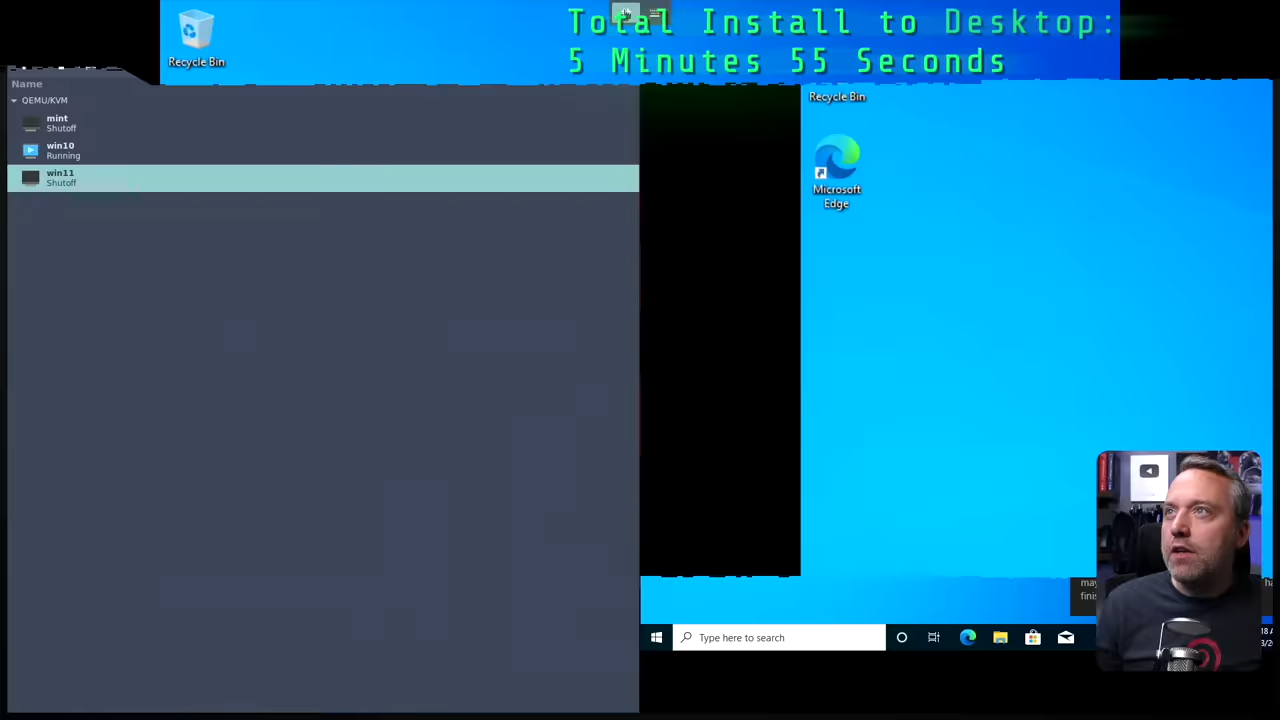 Total Install to Desktop:
5 Minutes 55 Seconds
Recycle Bin
Name
QEMU/KVM
mint
Shutoff
win10
Running
win11
Shutoff
Recycle Bin
Microsoft
Edge
may
Type here to search